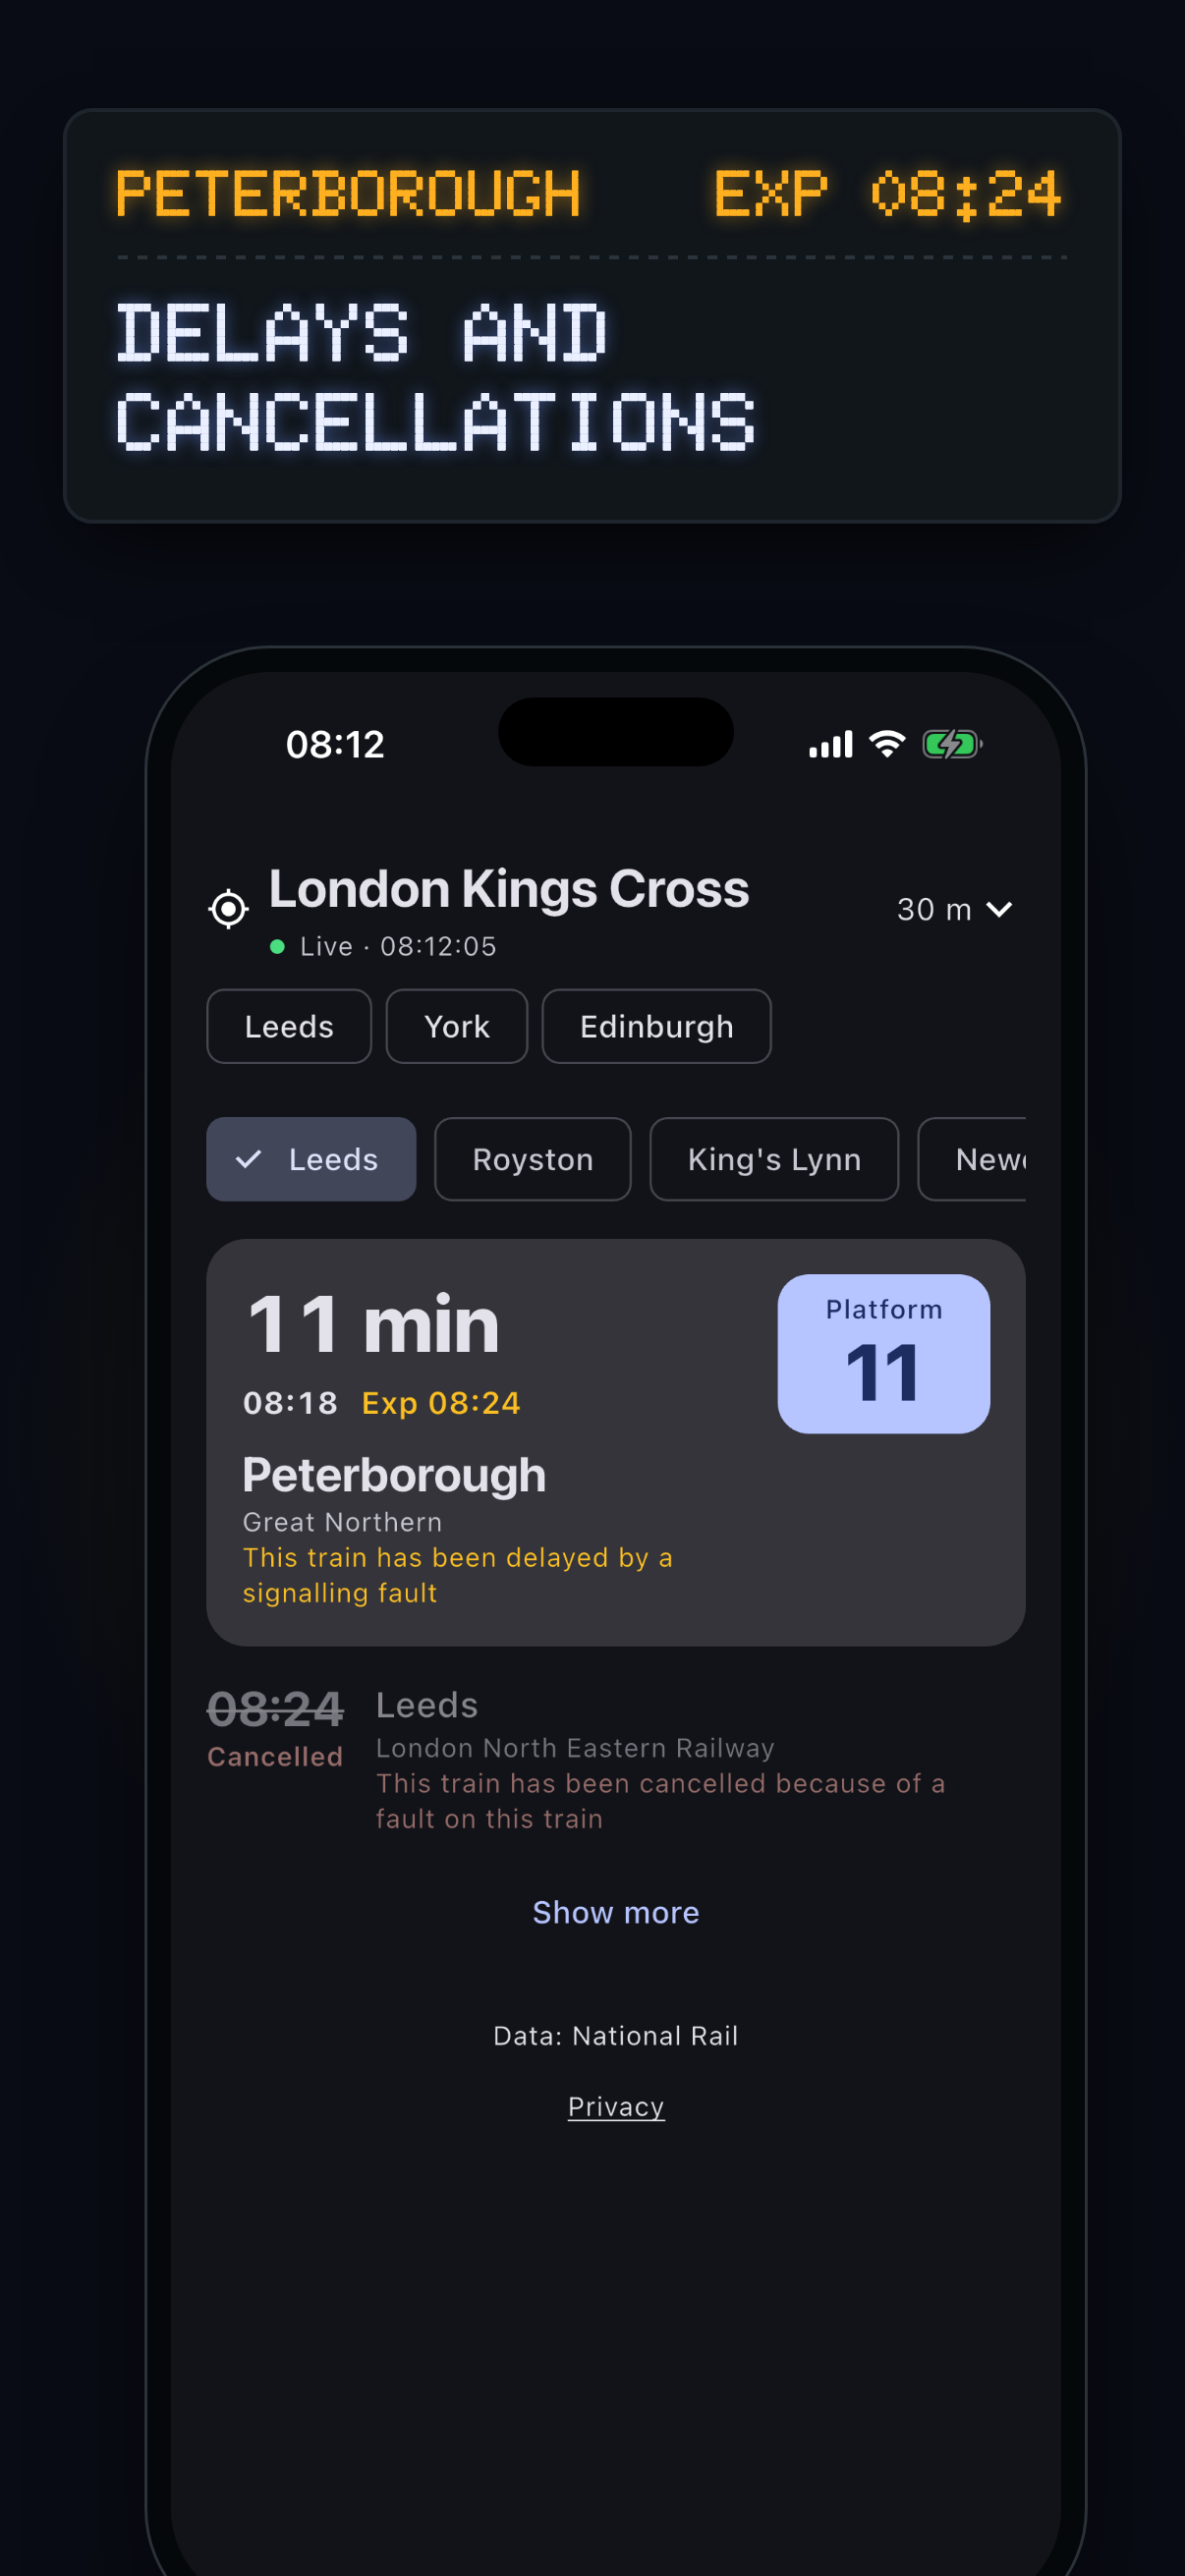 PETERBOROUGH EXP 08:24
DELAYS AND
CANCELLATIONS
08:12
London Kings Cross
30 m
Live · 08:12:05
Leeds York Edinburgh
Leeds Royston King's Lynn
11 min
Platform
11
08:18 Exp 08:24
Peterborough
Great Northern
This train has been delayed by a
signalling fault
08:24 Leeds
Cancelled London North Eastern Railway
This train has been cancelled because of a
fault on this train
Show more
Data: National Rail
Privacy